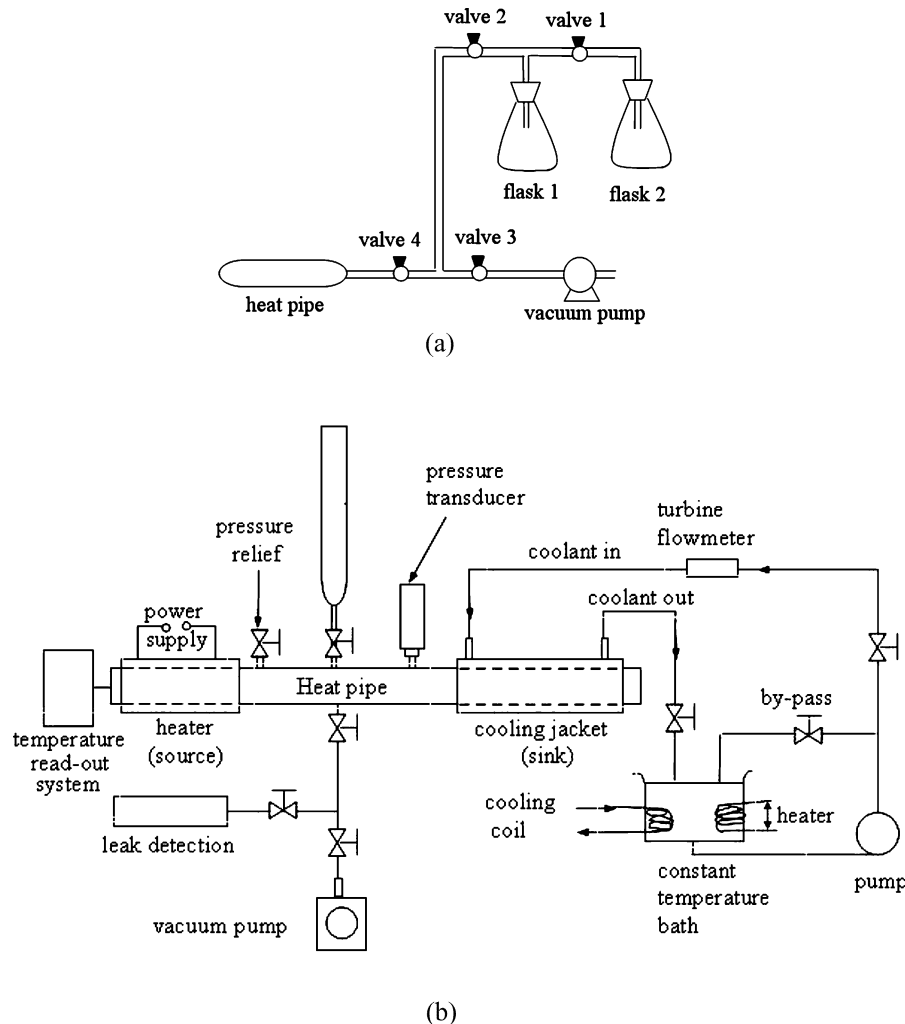 valve 2
valve 1
flask 1
flask 2
valve 4
valve 3
heat pipe
vacuum pump
(a)
pressure
transducer
turbine
flowmeter
pressure
relief
coolant in
coolant out
power
supply
Heat pipe
by-pass
temperature
read-out
system
heater
(source)
cooling jacket
(sink)
cooling
coil
heater
leak detection
constant
temperature
bath
pump
vacuum pump
(b)